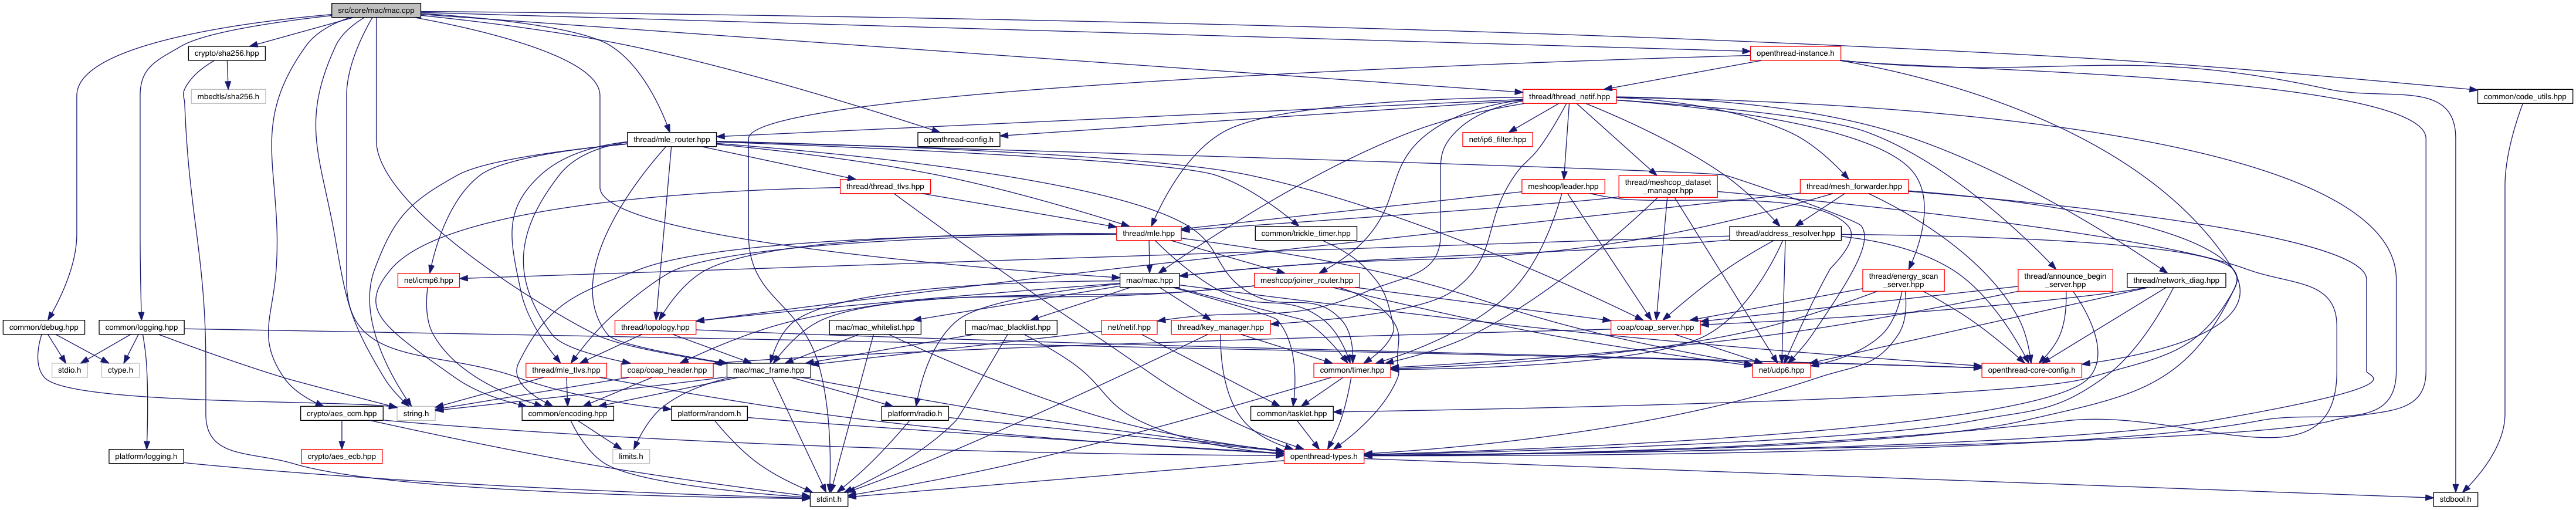 src/core/mac/mac.cpp
crypto/sha256.hpp
openthread-instance.h
mbedtls/sha256.h
thread/thread_netif.hpp
common/code_utils.hpp
thread/mle_router.hpp
openthread-config.h
net/ip6_filter.hpp
thread/thread_tlvs.hpp
meshcop/leader.hpp
thread/meshcop_dataset
_manager.hpp
thread/mesh_forwarder.hpp
thread/mle.hpp
common/trickle_timer.hpp
thread/address_resolver.hpp
net/icmp6.hpp
mac/mac.hpp
meshcop/joiner_router.hpp
thread/energy_scan
_server.hpp
thread/announce_begin
_server.hpp
thread/network_diag.hpp
common/debug.hpp
common/logging.hpp
thread/topology.hpp
mac/mac_whitelist.hpp
mac/mac_blacklist.hpp
net/netif.hpp
thread/key_manager.hpp
coap/coap_server.hpp
stdio.h
ctype.h
thread/mle_tlvs.hpp
coap/coap_header.hpp
mac/mac_frame.hpp
common/timer.hpp
net/udp6.hpp
openthread-core-config.h
crypto/aes_ccm.hpp
string.h
common/encoding.hpp
platform/random.h
platform/radio.h
common/tasklet.hpp
platform/logging.h
crypto/aes_ecb.hpp
limits.h
openthread-types.h
stdint.h
stdbool.h